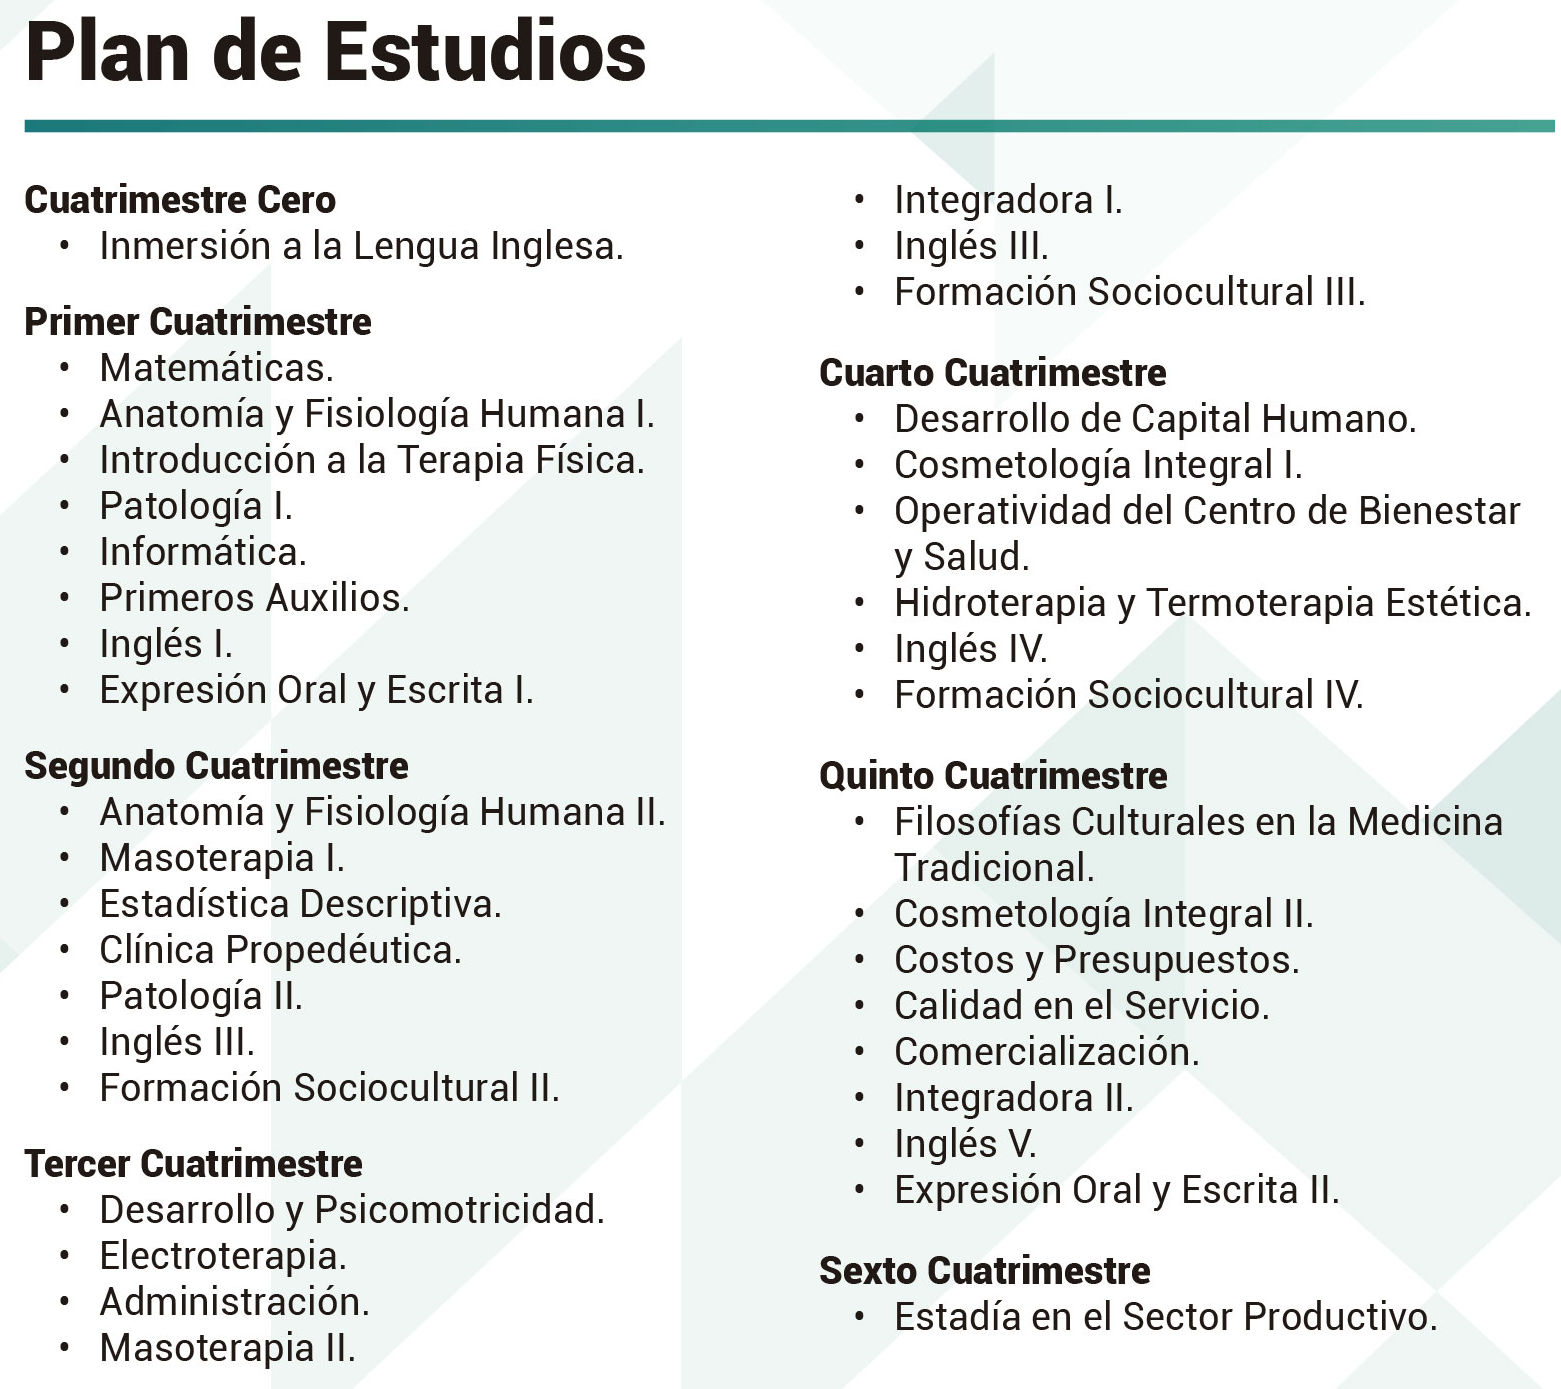 Plan de Estudios
Cuatrimestre Cero
• Inmersión a la Lengua Inglesa.
Primer Cuatrimestre
• Matemáticas.
• Anatomía y Fisiología Humana I.
• Introducción a la Terapia Física.
• Patología I.
• Informática.
• Primeros Auxilios.
• Inglés I.
• Expresión Oral y Escrita I.
Segundo Cuatrimestre
• Anatomía y Fisiología Humana II.
• Masoterapia I.
• Estadística Descriptiva.
• Clínica Propedéutica.
• Patología II.
• Inglés III.
• Formación Sociocultural II.
Tercer Cuatrimestre
• Desarrollo y Psicomotricidad.
• Electroterapia.
• Administración.
• Masoterapia II.
• Integradora I.
• Inglés III.
• Formación Sociocultural III.
Cuarto Cuatrimestre
• Desarrollo de Capital Humano.
• Cosmetología Integral I.
• Operatividad del Centro de Bienestar
y Salud.
• Hidroterapia y Termoterapia Estética.
• Inglés IV.
• Formación Sociocultural IV.
Quinto Cuatrimestre
• Filosofías Culturales en la Medicina
Tradicional.
• Cosmetología Integral II.
• Costos y Presupuestos.
• Calidad en el Servicio.
• Comercialización.
• Integradora II.
• Inglés V.
• Expresión Oral y Escrita II.
Sexto Cuatrimestre
• Estadía en el Sector Productivo.